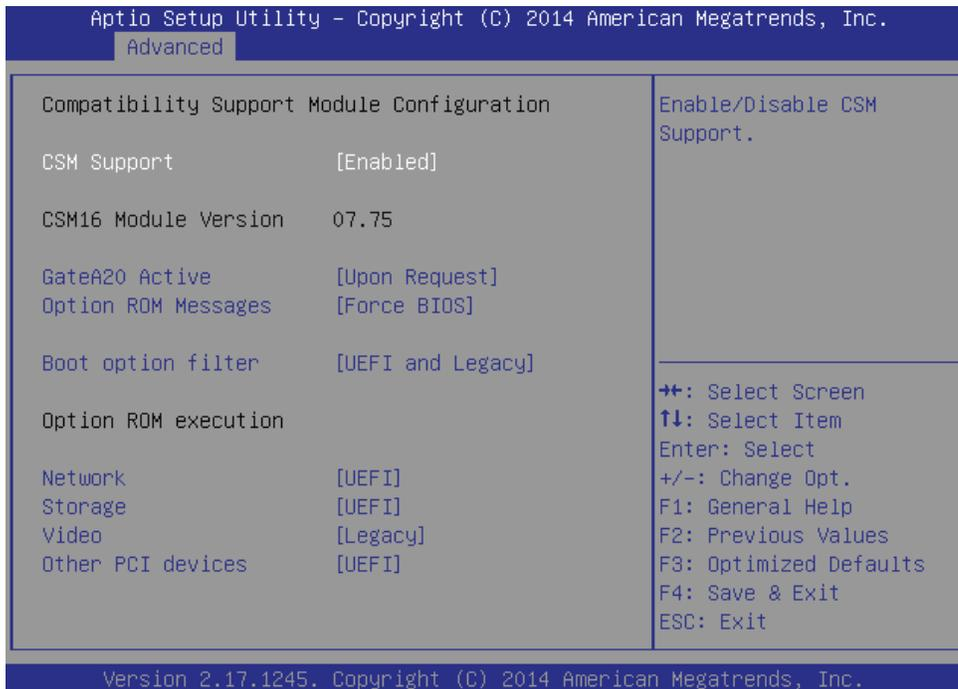 Aptio Setup Utility – Copyright (C) 2014 American Megatrends, Inc.
Advanced
Compatibility Support Module Configuration
CSM Support [Enabled]
CSM16 Module Version 07.75
GateA20 Active [Upon Request]
Option ROM Messages [Force BIOS]
Boot option filter [UEFI and Legacy]
Option ROM execution
Network [UEFI]
Storage [UEFI]
Video [Legacy]
Other PCI devices [UEFI]
Enable/Disable CSM
Support.
→←: Select Screen
↑↓: Select Item
Enter: Select
+/-: Change Opt.
F1: General Help
F2: Previous Values
F3: Optimized Defaults
F4: Save & Exit
ESC: Exit
Version 2.17.1245. Copyright (C) 2014 American Megatrends, Inc.